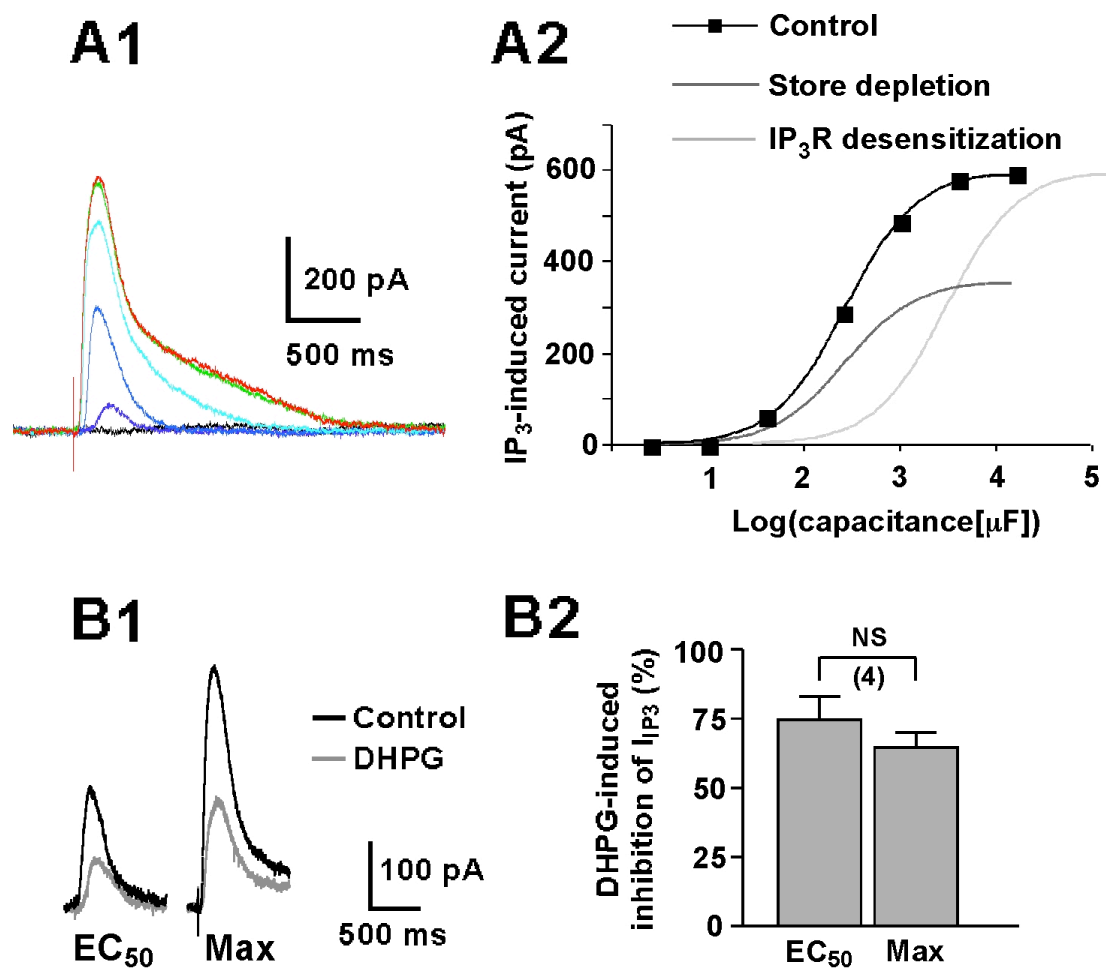 A1
200 pA
500 ms
A2
Control
Store depletion
IP₃R desensitization
IP₃-induced current (pA)
600
400
200
0
1 2 3 4 5
Log(capacitance[μF])
B1
Control
DHPG
100 pA
500 ms
EC₅₀ Max
B2
DHPG-induced
inhibition of I_IP3 (%)
100
75
50
25
0
NS
(4)
EC₅₀ Max